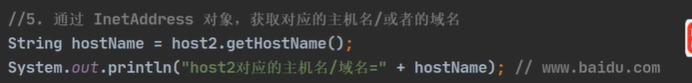 //5. 通过 InetAddress 对象，获取对应的主机名/或者的域名
String hostName = host2.getHostName();
System.out.println("host2对应的主机名/域名=" + hostName); // www.baidu.com